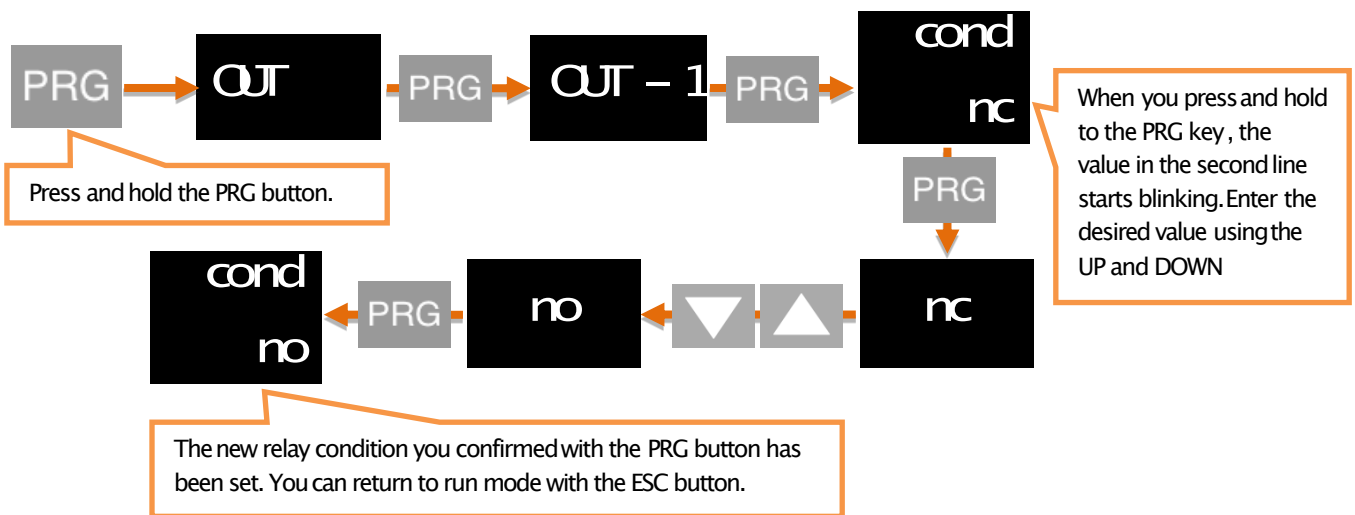 PRG
OUT
PRG
OUT – 1
PRG
cond
nc
When you press and hold
to the PRG key , the
value in the second line
starts blinking.Enter the
desired value using the
UP and DOWN
Press and hold the PRG button.
PRG
nc
no
PRG
cond
no
The new relay condition you confirmed with the PRG button has
been set. You can return to run mode with the ESC button.